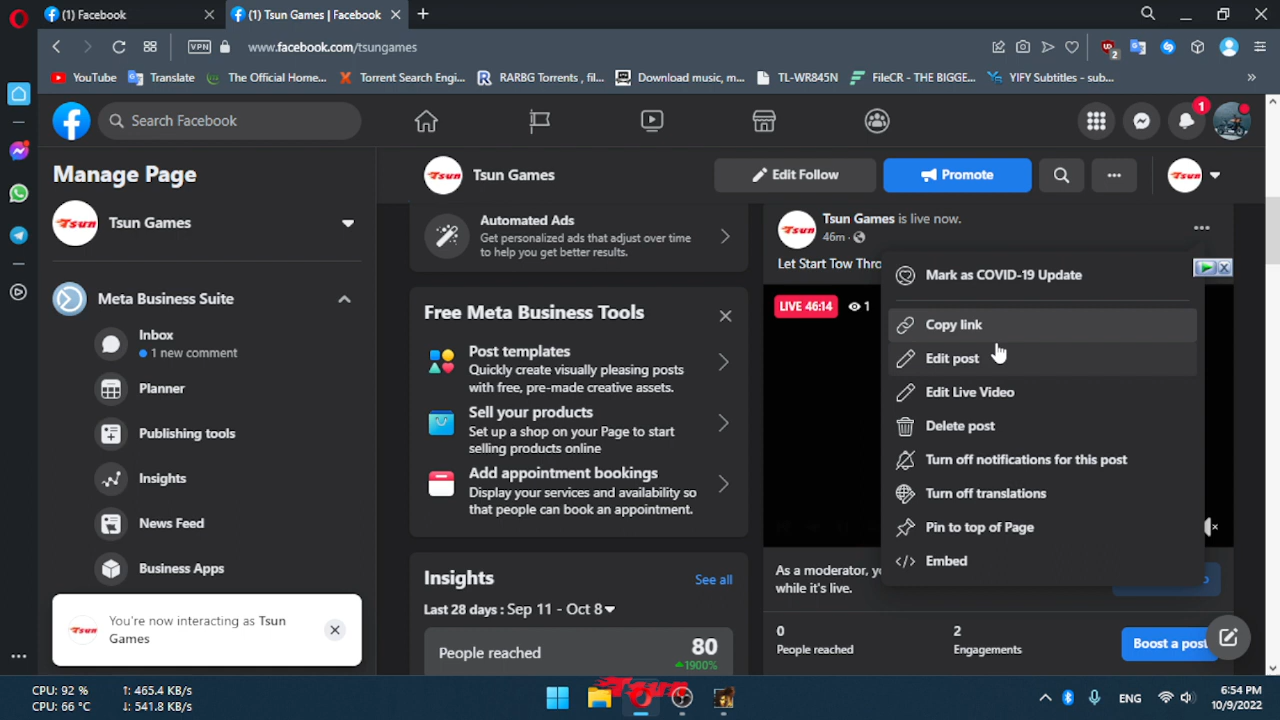 (1) Facebook
(1) Tsun Games | Facebook
VPN
www.facebook.com/tsungames
2
YouTube
Translate
The Official Home...
Torrent Search Engi...
RARBG Torrents , fil...
Download music, m...
TL-WR845N
FileCR - THE BIGGE...
YIFY Subtitles - sub...
Search Facebook
1
Manage Page
Tsun
Tsun Games
Edit Follow
Promote
Tsun
Tsun
Tsun Games
Meta Business Suite
Inbox
1 new comment
Planner
Publishing tools
Insights
News Feed
Business Apps
Tsun
You're now interacting as Tsun
Games
Automated Ads
Get personalized ads that adjust over time
to help you get better results.
Free Meta Business Tools
Post templates
Quickly create visually pleasing posts
with free, pre-made creative assets.
Sell your products
Set up a shop on your Page to start
selling products online
Add appointment bookings
Display your services and availability so
that people can book an appointment.
Insights
See all
Last 28 days : Sep 11 - Oct 8
People reached
80
1900%
Tsun
Tsun Games is live now.
46m
Let Start Tow Thro
LIVE 46:14
1
Mark as COVID-19 Update
Copy link
Edit post
Edit Live Video
Delete post
Turn off notifications for this post
Turn off translations
Pin to top of Page
Embed
As a moderator, y
while it's live.
0
People reached
2
Engagements
Boost a post
CPU: 92 %
CPU: 66 °C
↑: 465.4 KB/s
↓: 541.8 KB/s
Tsun
ENG
6:54 PM
10/9/2022